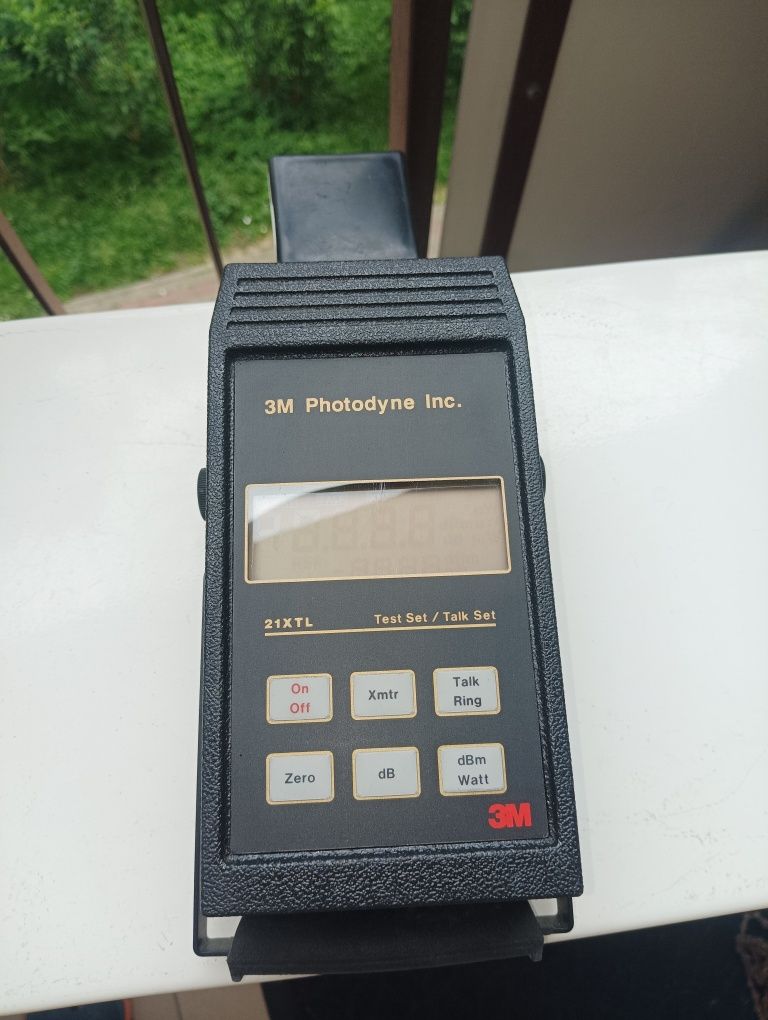 3M Photodyne Inc.
21XTL Test Set / Talk Set
On
Off
Xmtr
Talk
Ring
Zero
dB
dBm
Watt
3M